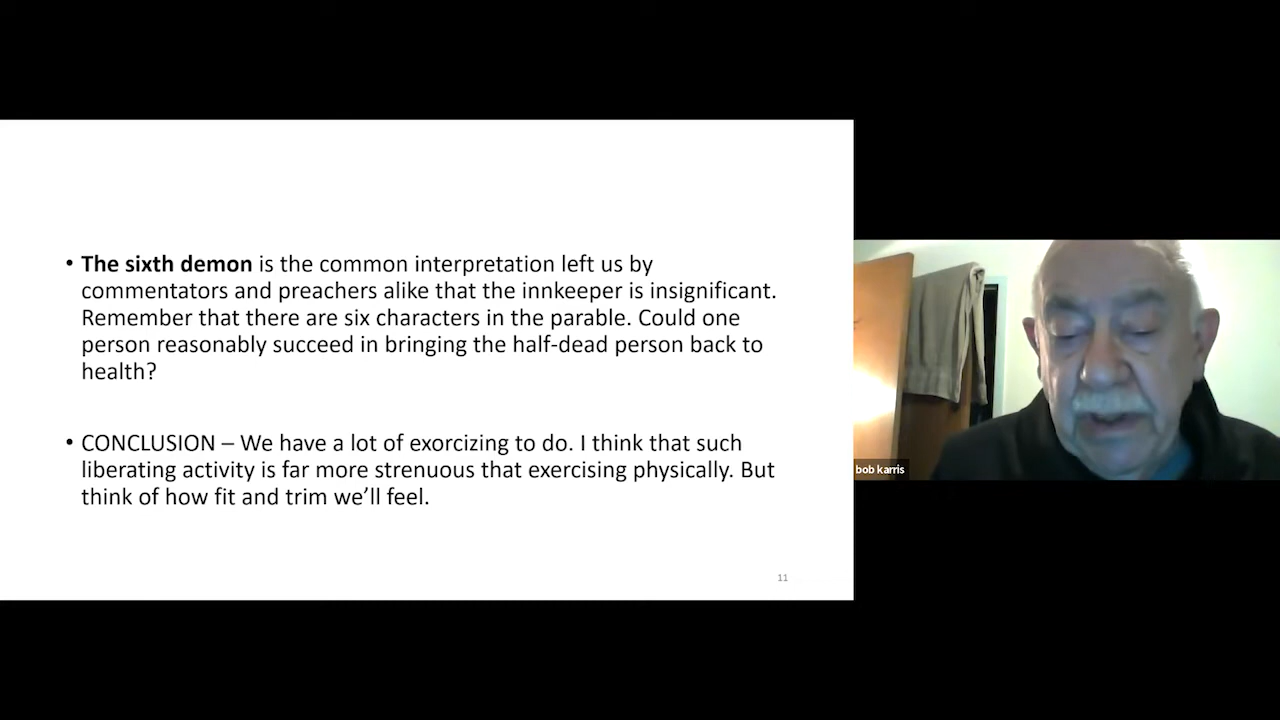 • The sixth demon is the common interpretation left us by
commentators and preachers alike that the innkeeper is insignificant.
Remember that there are six characters in the parable. Could one
person reasonably succeed in bringing the half-dead person back to
health?
• CONCLUSION – We have a lot of exorcizing to do. I think that such
liberating activity is far more strenuous that exercising physically. But
think of how fit and trim we’ll feel.
11
bob karris